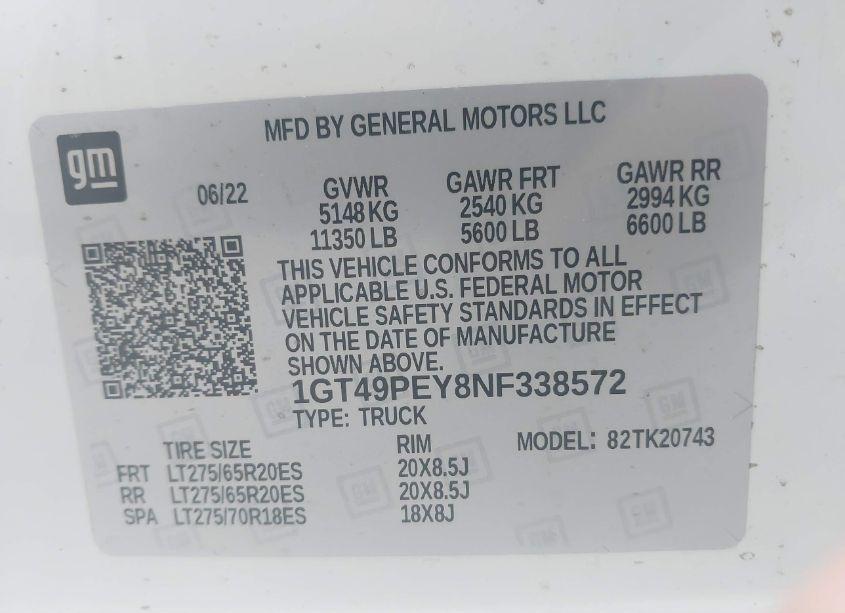 MFD BY GENERAL MOTORS LLC
gm
06/22 GVWR GAWR FRT GAWR RR
5148 KG 2540 KG 2994 KG
11350 LB 5600 LB 6600 LB
THIS VEHICLE CONFORMS TO ALL
APPLICABLE U.S. FEDERAL MOTOR
VEHICLE SAFETY STANDARDS IN EFFECT
ON THE DATE OF MANUFACTURE
SHOWN ABOVE.
1GT49PEY8NF338572
TYPE: TRUCK
TIRE SIZE RIM MODEL: 82TK20743
FRT LT275/65R20ES 20X8.5J
RR LT275/65R20ES 20X8.5J
SPA LT275/70R18ES 18X8J